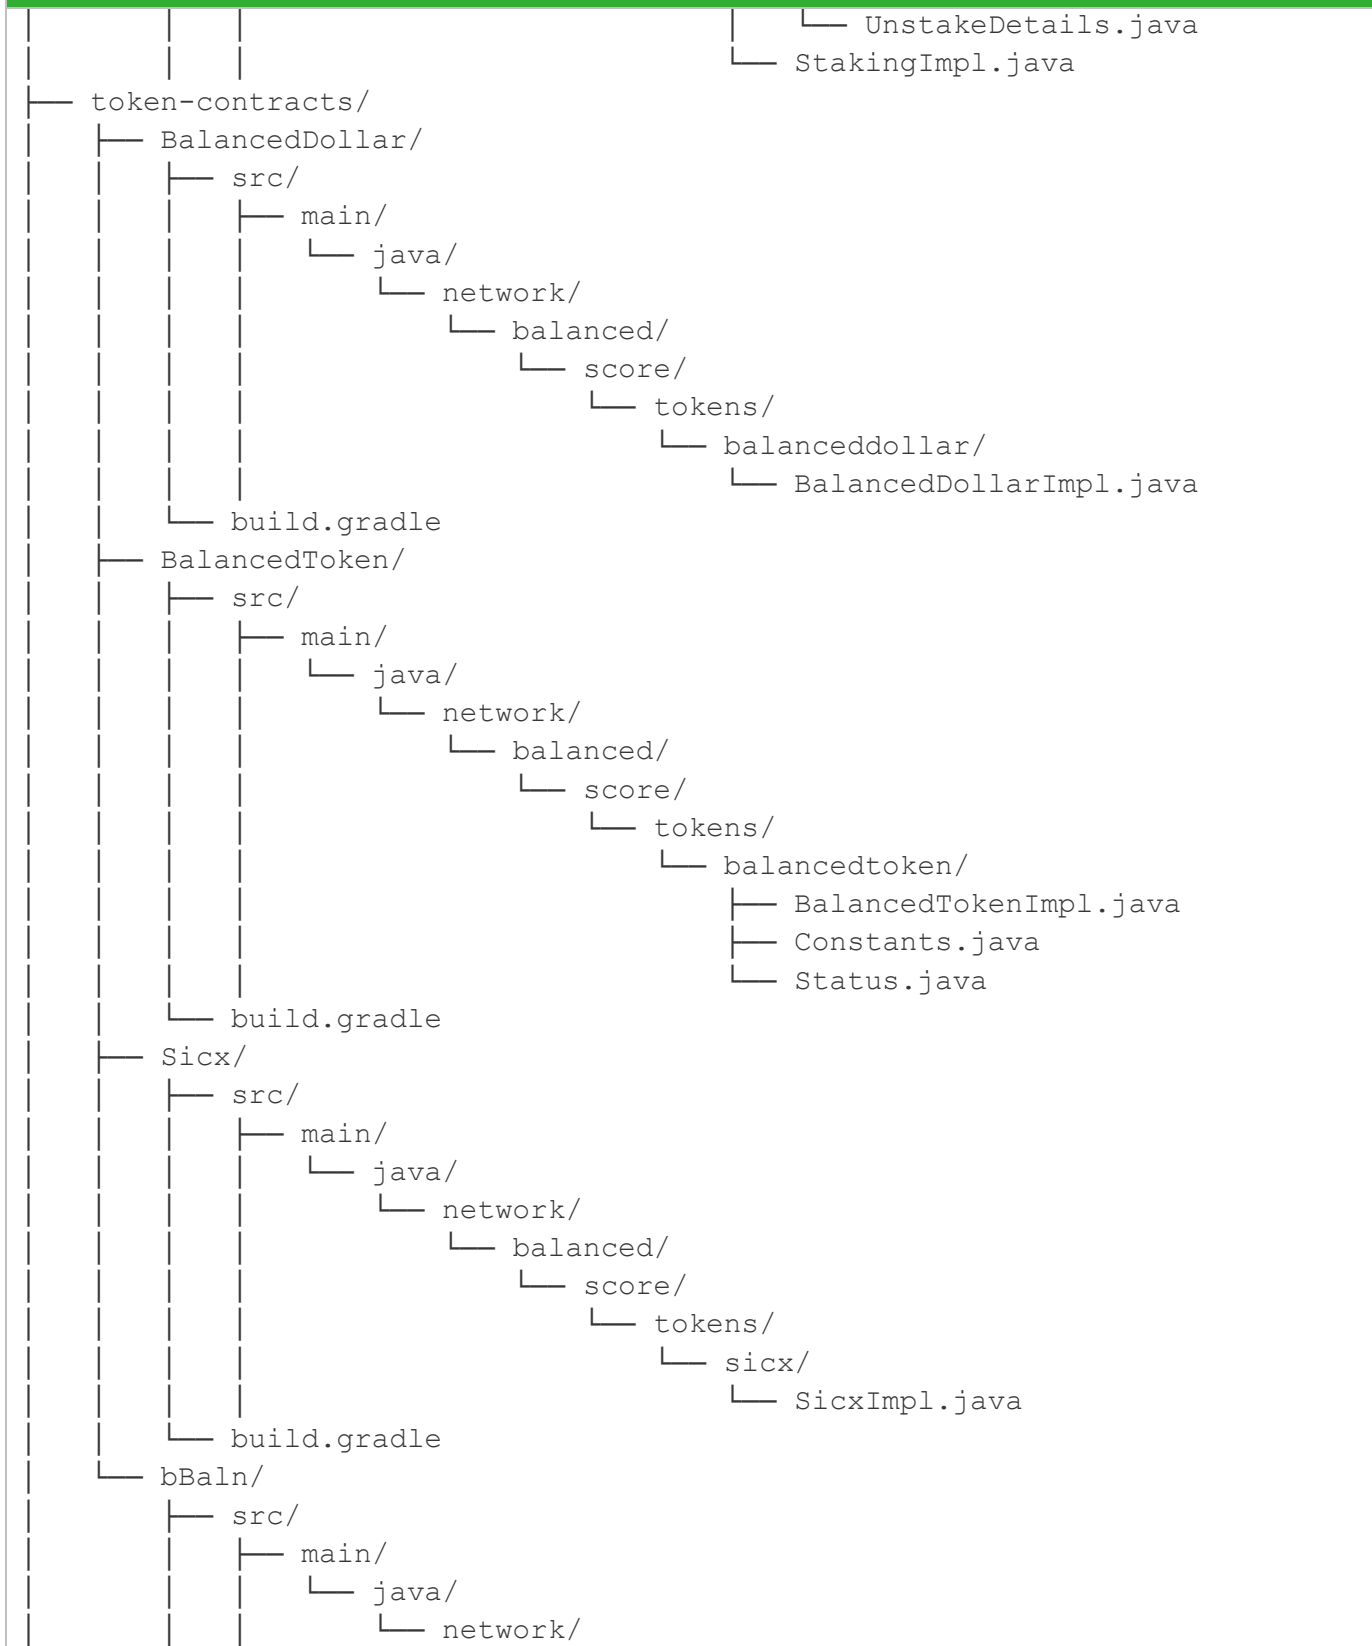 │       │   │                           │   └── UnstakeDetails.java
│       │   │                           └── StakingImpl.java
├── token-contracts/
│   ├── BalancedDollar/
│   │   ├── src/
│   │   │   ├── main/
│   │   │   │   └── java/
│   │   │   │       └── network/
│   │   │   │           └── balanced/
│   │   │   │               └── score/
│   │   │   │                   └── tokens/
│   │   │   │                       └── balanceddollar/
│   │   │   │                           └── BalancedDollarImpl.java
│   │   └── build.gradle
│   ├── BalancedToken/
│   │   ├── src/
│   │   │   ├── main/
│   │   │   │   └── java/
│   │   │   │       └── network/
│   │   │   │           └── balanced/
│   │   │   │               └── score/
│   │   │   │                   └── tokens/
│   │   │   │                       └── balancedtoken/
│   │   │   │                           ├── BalancedTokenImpl.java
│   │   │   │                           ├── Constants.java
│   │   │   │                           └── Status.java
│   │   └── build.gradle
│   ├── Sicx/
│   │   ├── src/
│   │   │   ├── main/
│   │   │   │   └── java/
│   │   │   │       └── network/
│   │   │   │           └── balanced/
│   │   │   │               └── score/
│   │   │   │                   └── tokens/
│   │   │   │                       └── sicx/
│   │   │   │                           └── SicxImpl.java
│   │   └── build.gradle
│   └── bBaln/
│       ├── src/
│       │   ├── main/
│       │   │   └── java/
│       │   │       └── network/